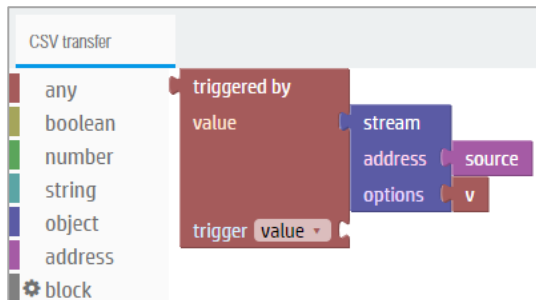 CSV transfer
any
boolean
number
string
object
address
block
triggered by
value
stream
address
source
options
v
trigger value